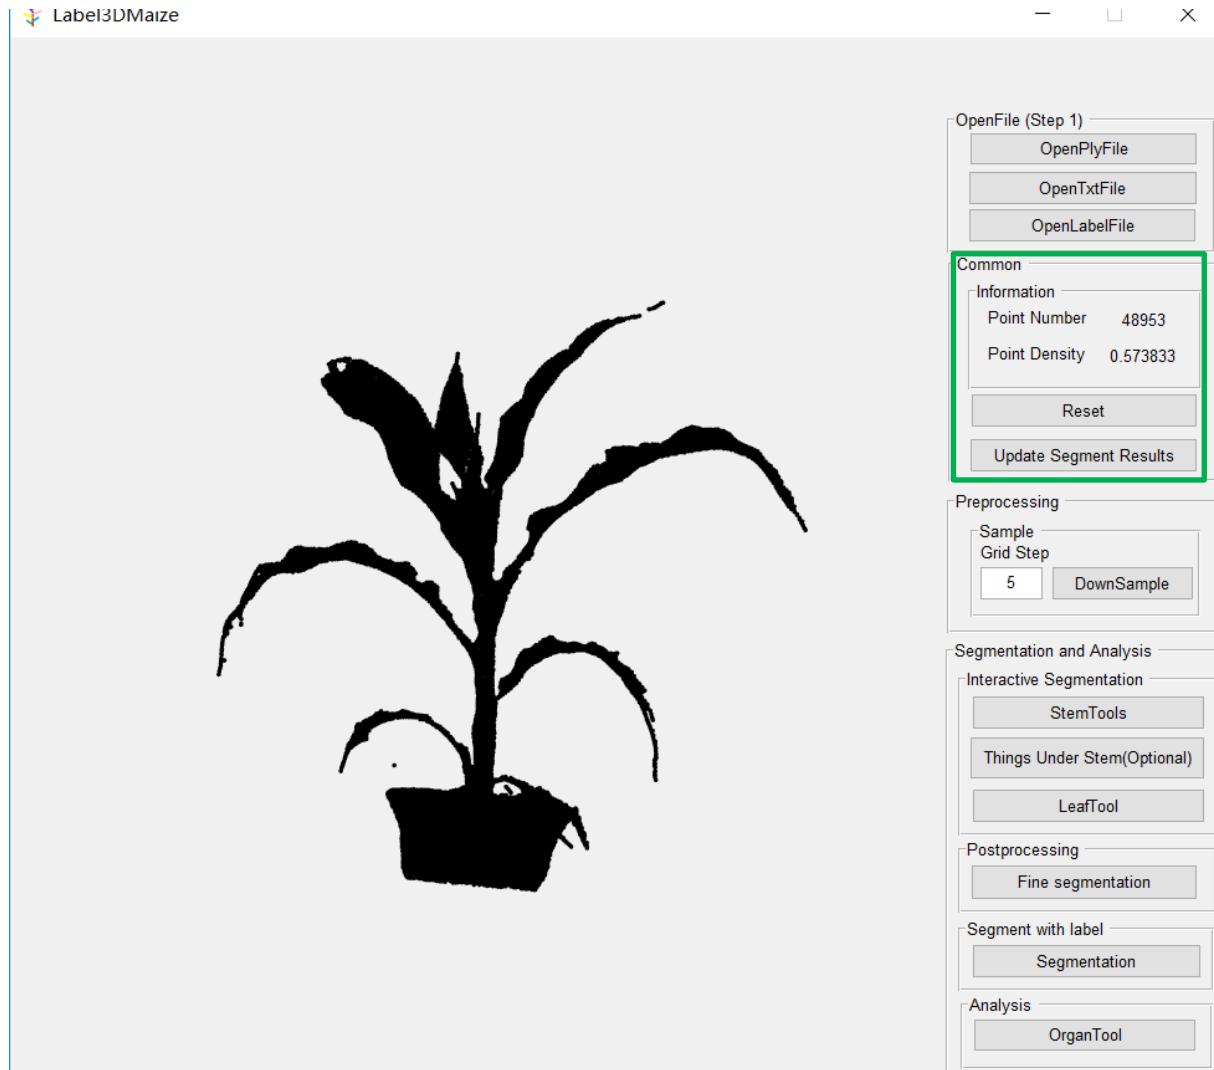 Label3DMaize
OpenFile (Step 1)
OpenPlyFile
OpenTxtFile
OpenLabelFile
Common
Information
Point Number 48953
Point Density 0.573833
Reset
Update Segment Results
Preprocessing
Sample
Grid Step
5 DownSample
Segmentation and Analysis
Interactive Segmentation
StemTools
Things Under Stem(Optional)
LeafTool
Postprocessing
Fine segmentation
Segment with label
Segmentation
Analysis
OrganTool